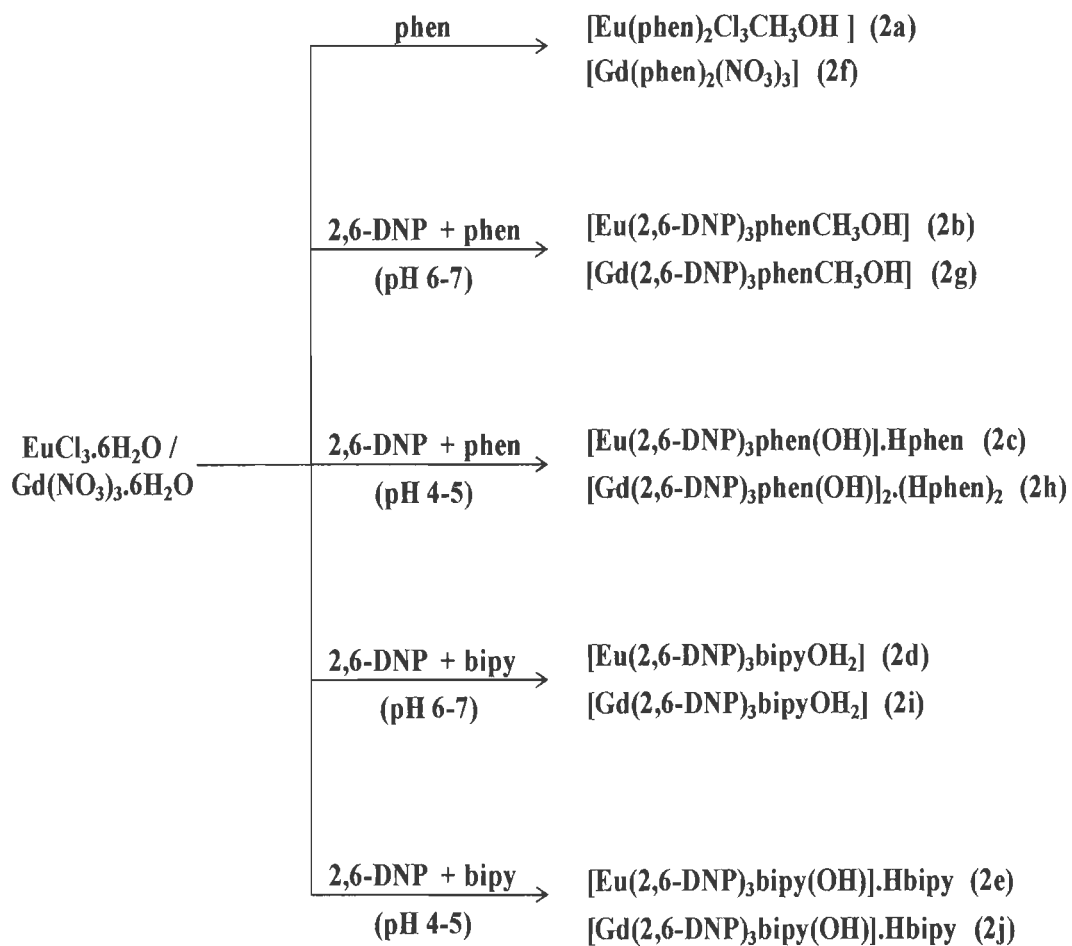 phen
[Eu(phen)₂Cl₃CH₃OH ] (2a)
[Gd(phen)₂(NO₃)₃] (2f)
2,6-DNP + phen
(pH 6-7)
[Eu(2,6-DNP)₃phenCH₃OH] (2b)
[Gd(2,6-DNP)₃phenCH₃OH] (2g)
EuCl₃.6H₂O /
Gd(NO₃)₃.6H₂O
2,6-DNP + phen
(pH 4-5)
[Eu(2,6-DNP)₃phen(OH)].Hphen (2c)
[Gd(2,6-DNP)₃phen(OH)]₂.(Hphen)₂ (2h)
2,6-DNP + bipy
(pH 6-7)
[Eu(2,6-DNP)₃bipyOH₂] (2d)
[Gd(2,6-DNP)₃bipyOH₂] (2i)
2,6-DNP + bipy
(pH 4-5)
[Eu(2,6-DNP)₃bipy(OH)].Hbipy (2e)
[Gd(2,6-DNP)₃bipy(OH)].Hbipy (2j)